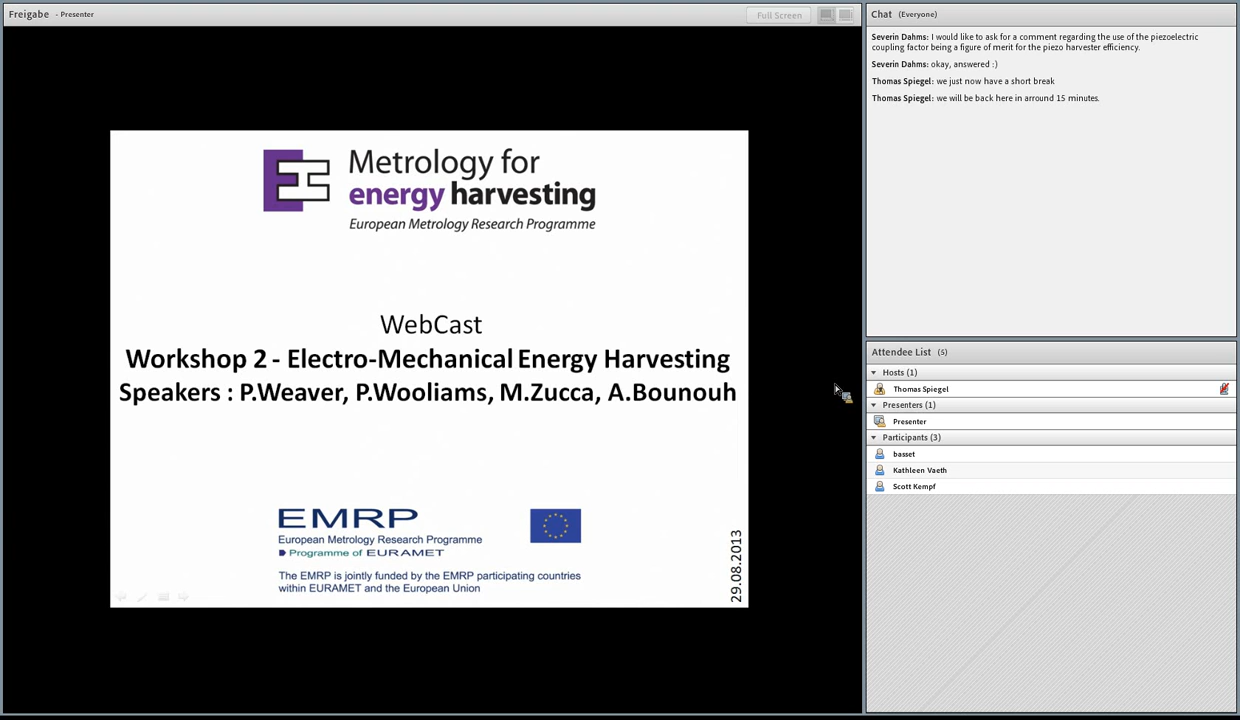 Freigabe - Presenter
Full Screen
Metrology for
energy harvesting
European Metrology Research Programme
WebCast
Workshop 2 - Electro-Mechanical Energy Harvesting
Speakers : P.Weaver, P.Wooliams, M.Zucca, A.Bounouh
EMRP
European Metrology Research Programme
Programme of EURAMET
The EMRP is jointly funded by the EMRP participating countries
within EURAMET and the European Union
29.08.2013
Chat (Everyone)
Severin Dahms: I would like to ask for a comment regarding the use of the piezoelectric
coupling factor being a figure of merit for the piezo harvester efficiency.
Severin Dahms: okay, answered :)
Thomas Spiegel: we just now have a short break
Thomas Spiegel: we will be back here in arround 15 minutes.
Attendee List (5)
Hosts (1)
Thomas Spiegel
Presenters (1)
Presenter
Participants (3)
basset
Kathleen Vaeth
Scott Kempf